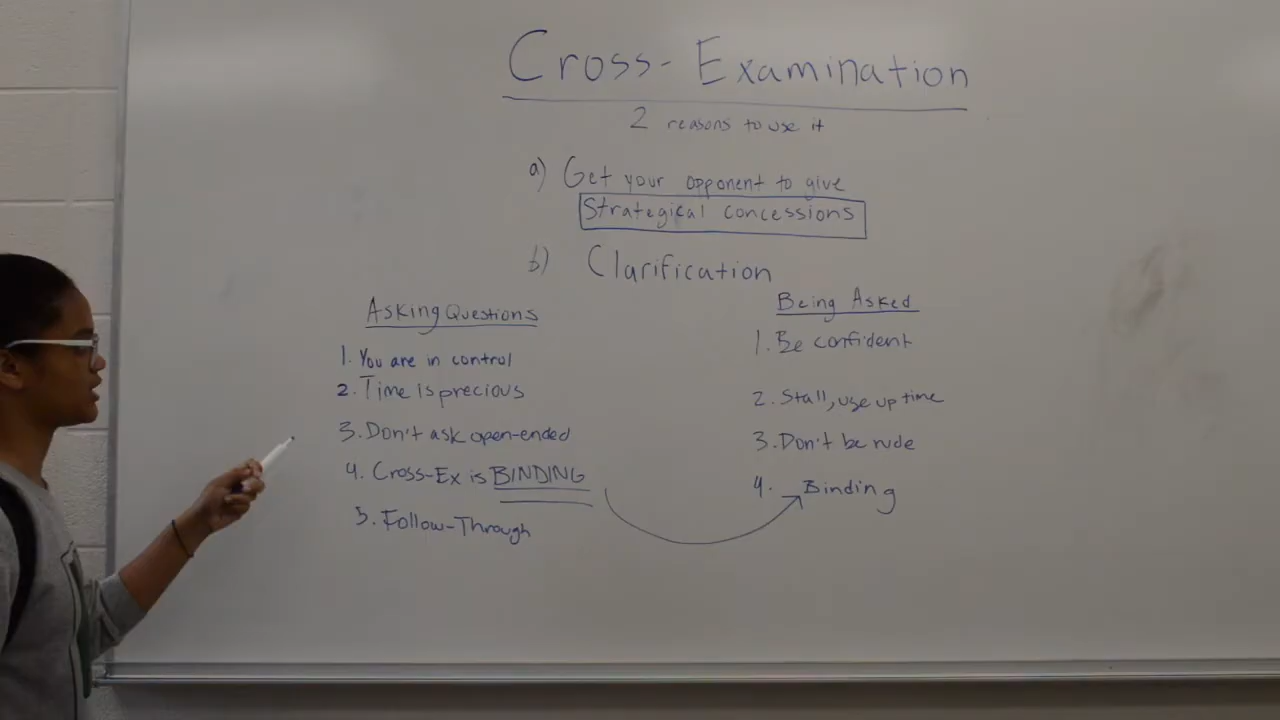 Cross-Examination
2 reasons to use it
a) Get your opponent to give
Strategical concessions
b) Clarification
Asking Questions
1. You are in control
2. Time is precious
3. Don't ask open-ended
4. Cross-Ex is BINDING
5. Follow-Through
Being Asked
1. Be confident
2. Stall, use up time
3. Don't be rude
4. Binding